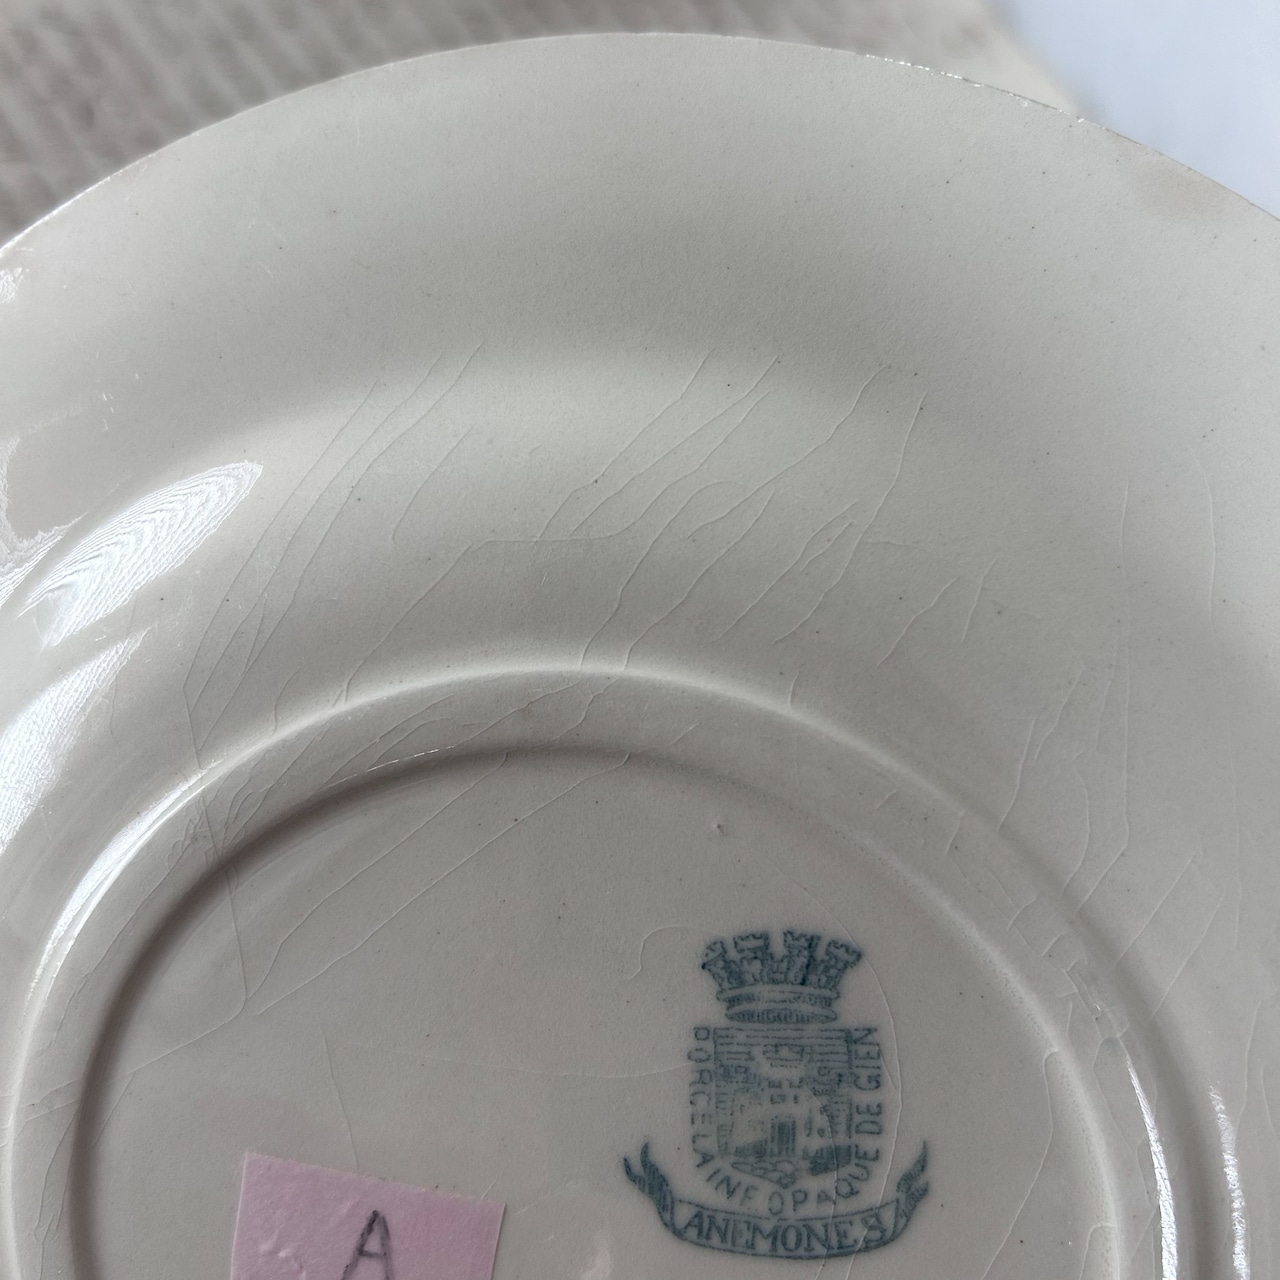 PORCELAINE OPAQUE DE GIEN
ANEMONES
A